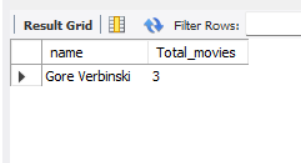 Result Grid Filter Rows:
name Total_movies
Gore Verbinski 3